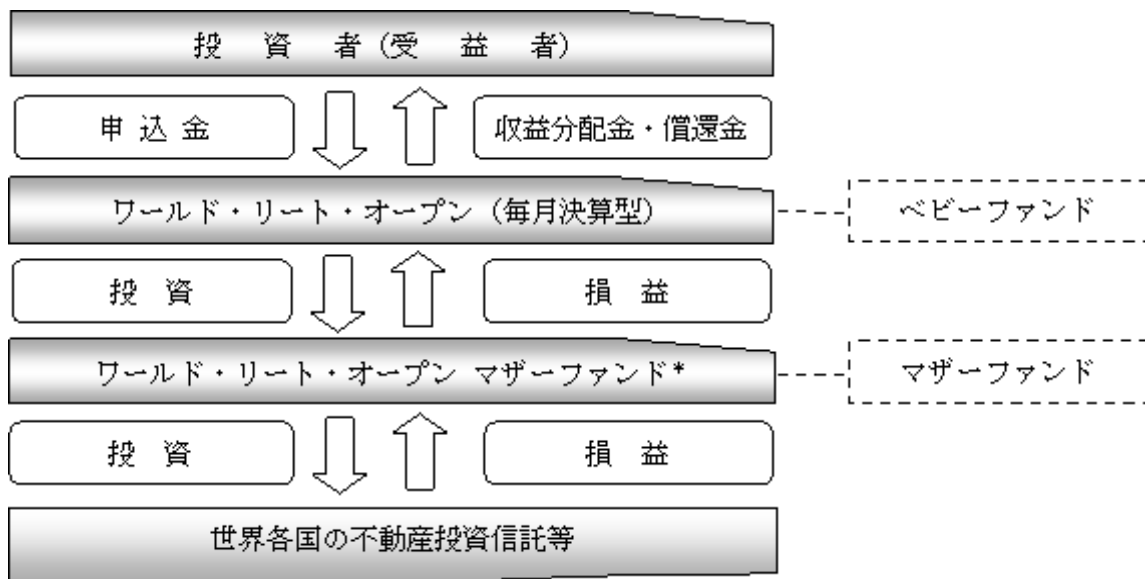 投資者(受益者)
申込金
収益分配金・償還金
ワールド・リート・オープン(毎月決算型)
ベビーファンド
投資
損益
ワールド・リート・オープン マザーファンド*
マザーファンド
投資
損益
世界各国の不動産投資信託等